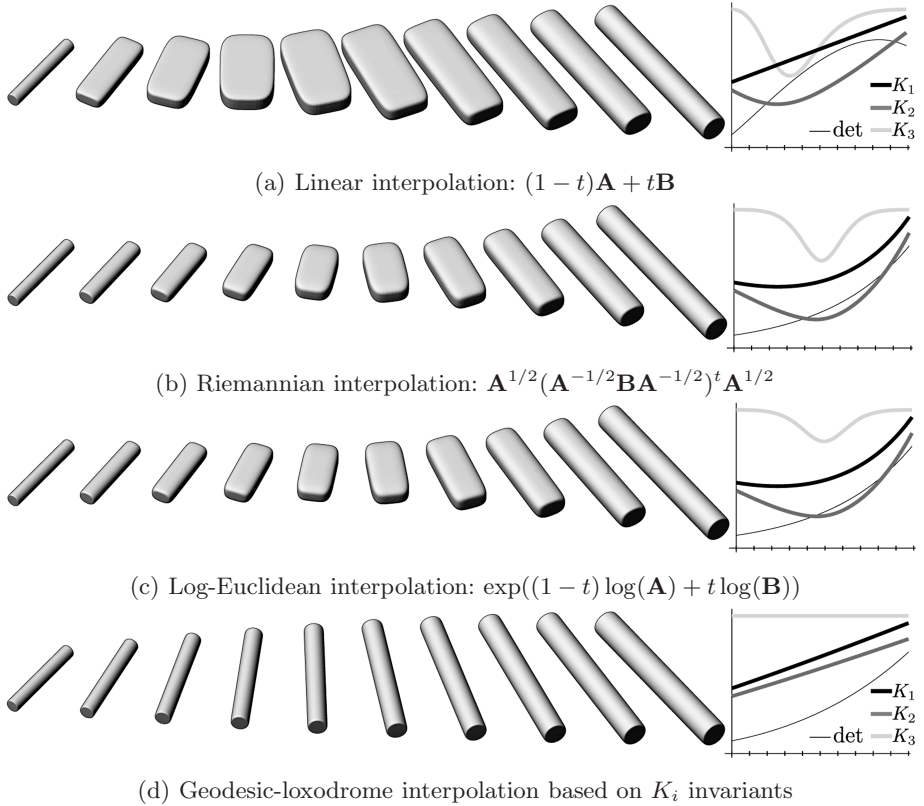 K₁
K₂
det K₃
(a) Linear interpolation: (1 − t)A + tB
(b) Riemannian interpolation: A^{1/2}(A^{−1/2}BA^{−1/2})^tA^{1/2}
(c) Log-Euclidean interpolation: exp((1 − t) log(A) + t log(B))
K₁
K₂
det K₃
(d) Geodesic-loxodrome interpolation based on Kᵢ invariants